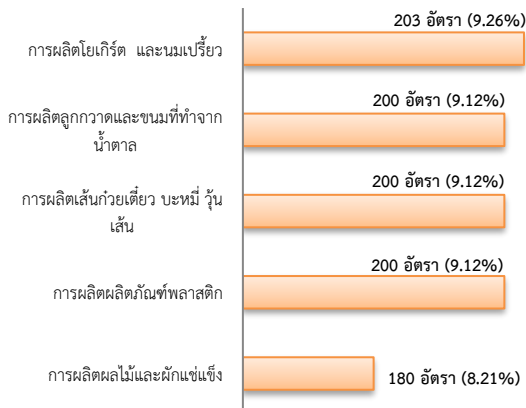 203 อัตรา (9.26%)
การผลิตโยเกิร์ต และนมเปรี้ยว
200 อัตรา (9.12%)
การผลิตลูกกวาดและขนมที่ทำจาก
น้ำตาล
200 อัตรา (9.12%)
การผลิตเส้นก๋วยเตี๋ยว บะหมี่ วุ้น
เส้น
200 อัตรา (9.12%)
การผลิตผลิตภัณฑ์พลาสติก
การผลิตผลไม้และผักแช่แข็ง
180 อัตรา (8.21%)